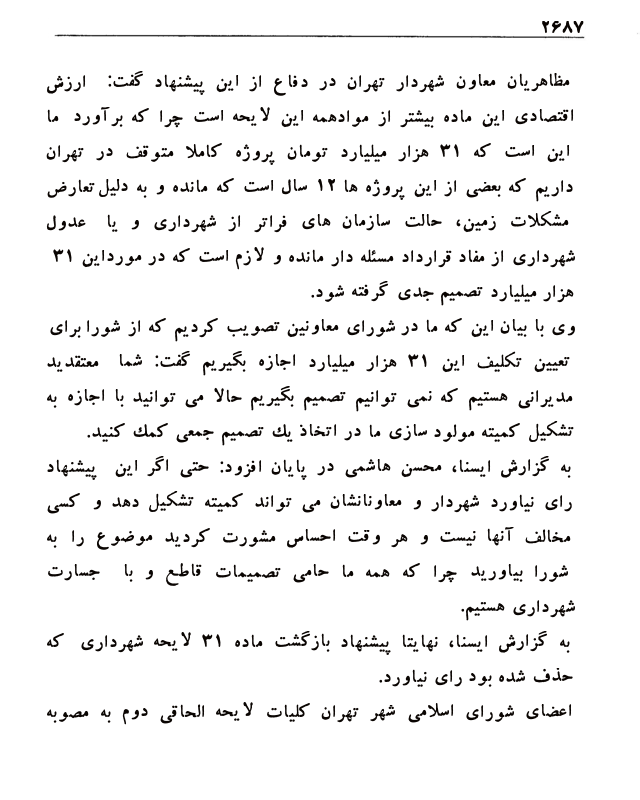 ۲۶۸۷
مظاهریان معاون شهردار تهران در دفاع از این پیشنهاد گفت: ارزش
اقتصادی این ماده بیشتر از موادهمه این لایحه است چرا که برآورد ما
این است که ۳۱ هزار میلیارد تومان پروژه کاملا متوقف در تهران
داریم که بعضی از این پروژه ها ۱۲ سال است که مانده و به دلیل تعارض
مشکلات زمین، حالت سازمان های فراتر از شهرداری و یا عدول
شهرداری از مفاد قرارداد مسئله دار مانده و لازم است که در مورداین ۳۱
هزار میلیارد تصمیم جدی گرفته شود.
وی با بیان این که ما در شورای معاونین تصویب کردیم که از شورا برای
تعیین تکلیف این ۳۱ هزار میلیارد اجازه بگیریم گفت: شما معتقدید
مدیرانی هستیم که نمی توانیم تصمیم بگیریم حالا می توانید با اجازه به
تشکیل کمیته مولود سازی ما در اتخاذ یك تصمیم جمعی کمك کنید.
به گزارش ایسنا، محسن هاشمی در پایان افزود: حتی اگر این پیشنهاد
رای نیاورد شهردار و معاونانشان می تواند کمیته تشکیل دهد و کسی
مخالف آنها نیست و هر وقت احساس مشورت کردید موضوع را به
شورا بیاورید چرا که همه ما حامی تصمیمات قاطع و با جسارت
شهرداری هستیم.
به گزارش ایسنا، نهایتا پیشنهاد بازگشت ماده ۳۱ لایحه شهرداری که
حذف شده بود رای نیاورد.
اعضای شورای اسلامی شهر تهران کلیات لایحه الحاقی دوم به مصوبه